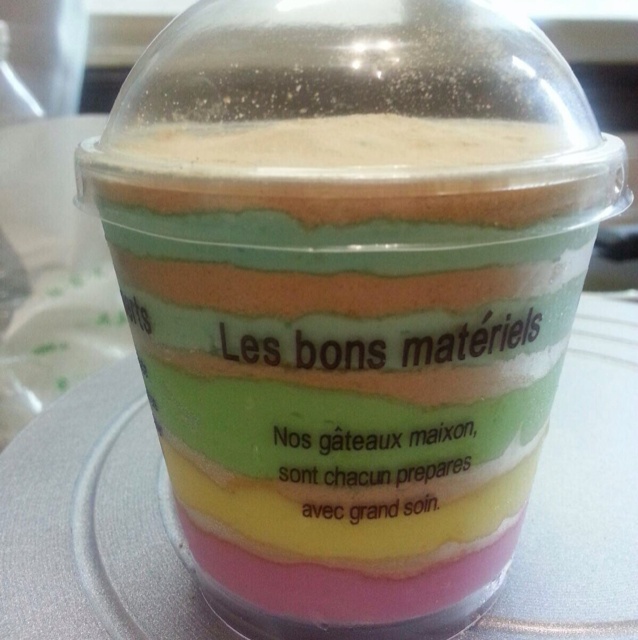 Les bons matériels
Nos gâteaux maixon,
sont chacun prepares
avec grand soin.